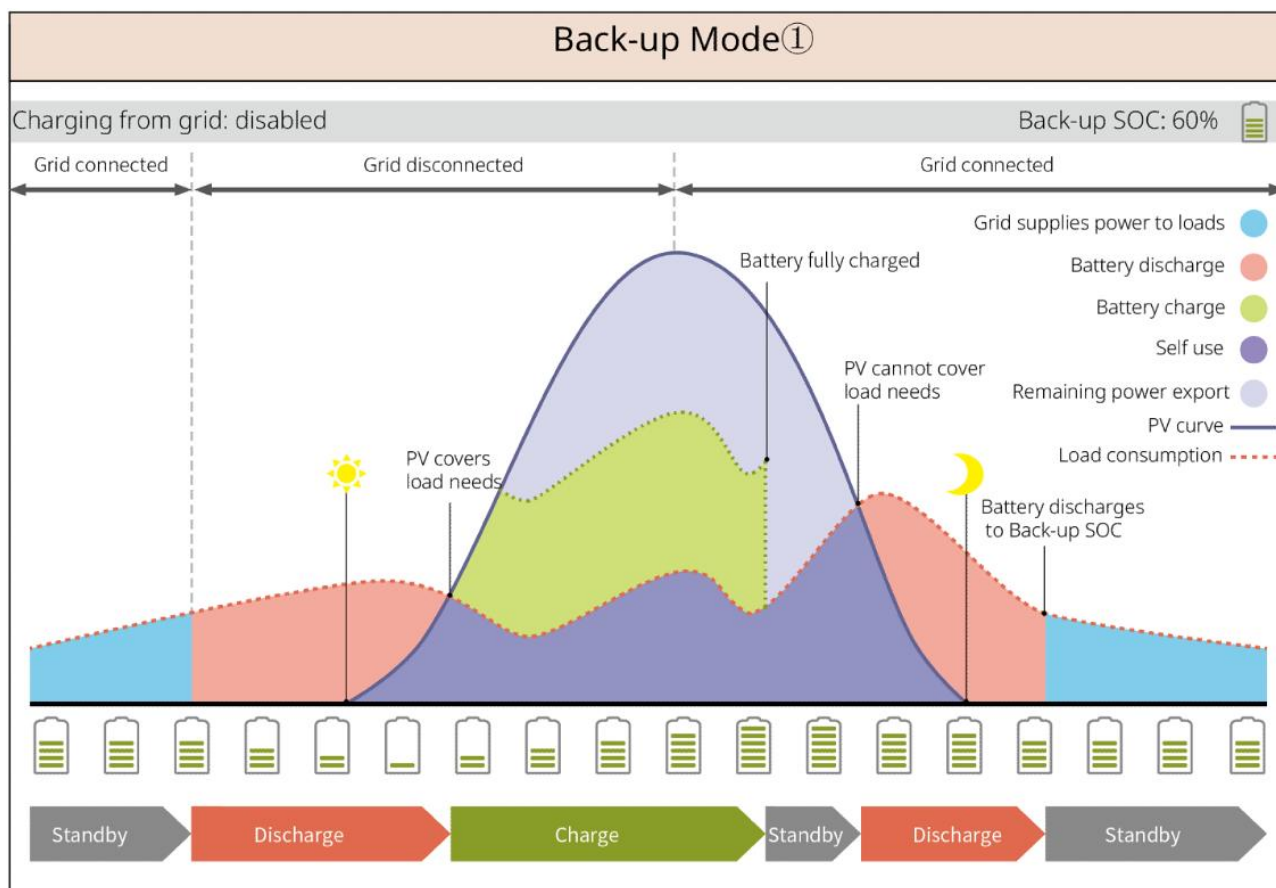 Back-up Mode①
Charging from grid: disabled
Back-up SOC: 60%
Grid connected
Grid disconnected
Grid connected
Grid supplies power to loads
Battery discharge
Battery charge
Self use
Remaining power export
PV curve
Load consumption
Battery fully charged
PV cannot cover
load needs
PV covers
load needs
Battery discharges
to Back-up SOC
Standby
Discharge
Charge
Standby
Discharge
Standby